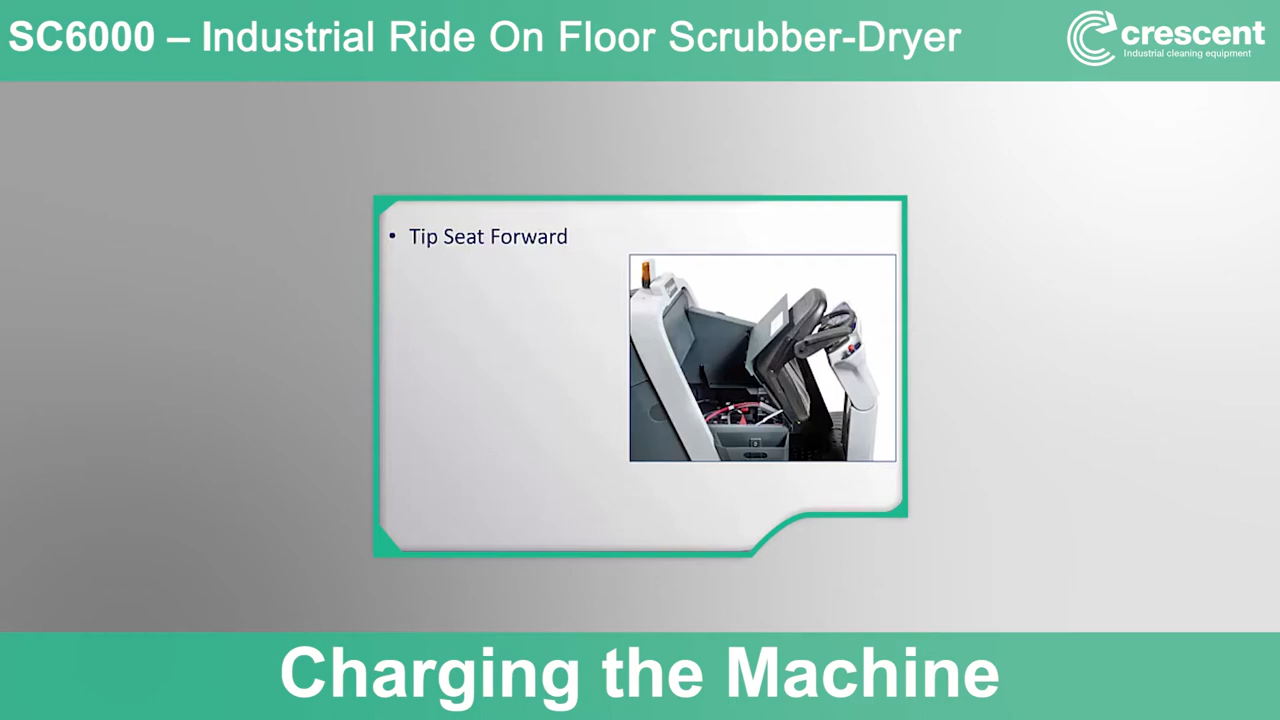 SC6000 – Industrial Ride On Floor Scrubber-Dryer
crescent
Industrial cleaning equipment
• Tip Seat Forward
Charging the Machine